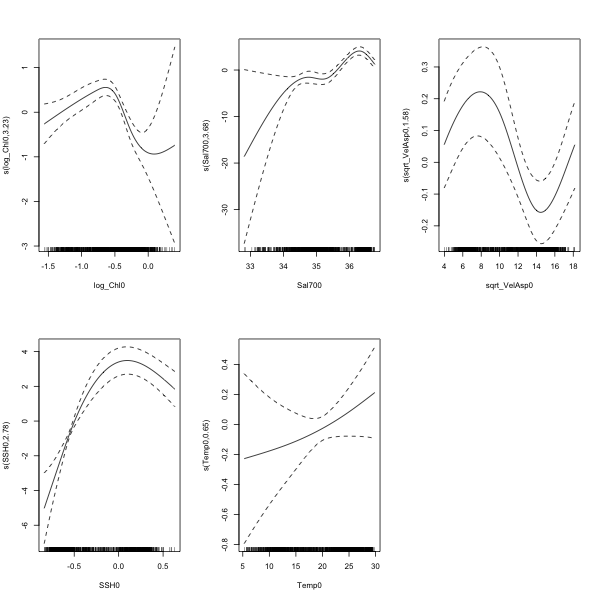 s(log_Chl0,3.23)
1
0
-1
-2
-3
-1.5 -1.0 -0.5 0.0
log_Chl0
s(Sal700,3.68)
0
-10
-20
-30
33 34 35 36
Sal700
s(sqrt_VelAsp0,1.58)
0.3
0.2
0.1
0.0
-0.1
-0.2
4 6 8 10 12 14 16 18
sqrt_VelAsp0
s(SSH0,2.78)
4
2
0
-2
-4
-6
-0.5 0.0 0.5
SSH0
s(Temp0,0.65)
0.4
0.2
0.0
-0.2
-0.4
-0.6
-0.8
5 10 15 20 25 30
Temp0